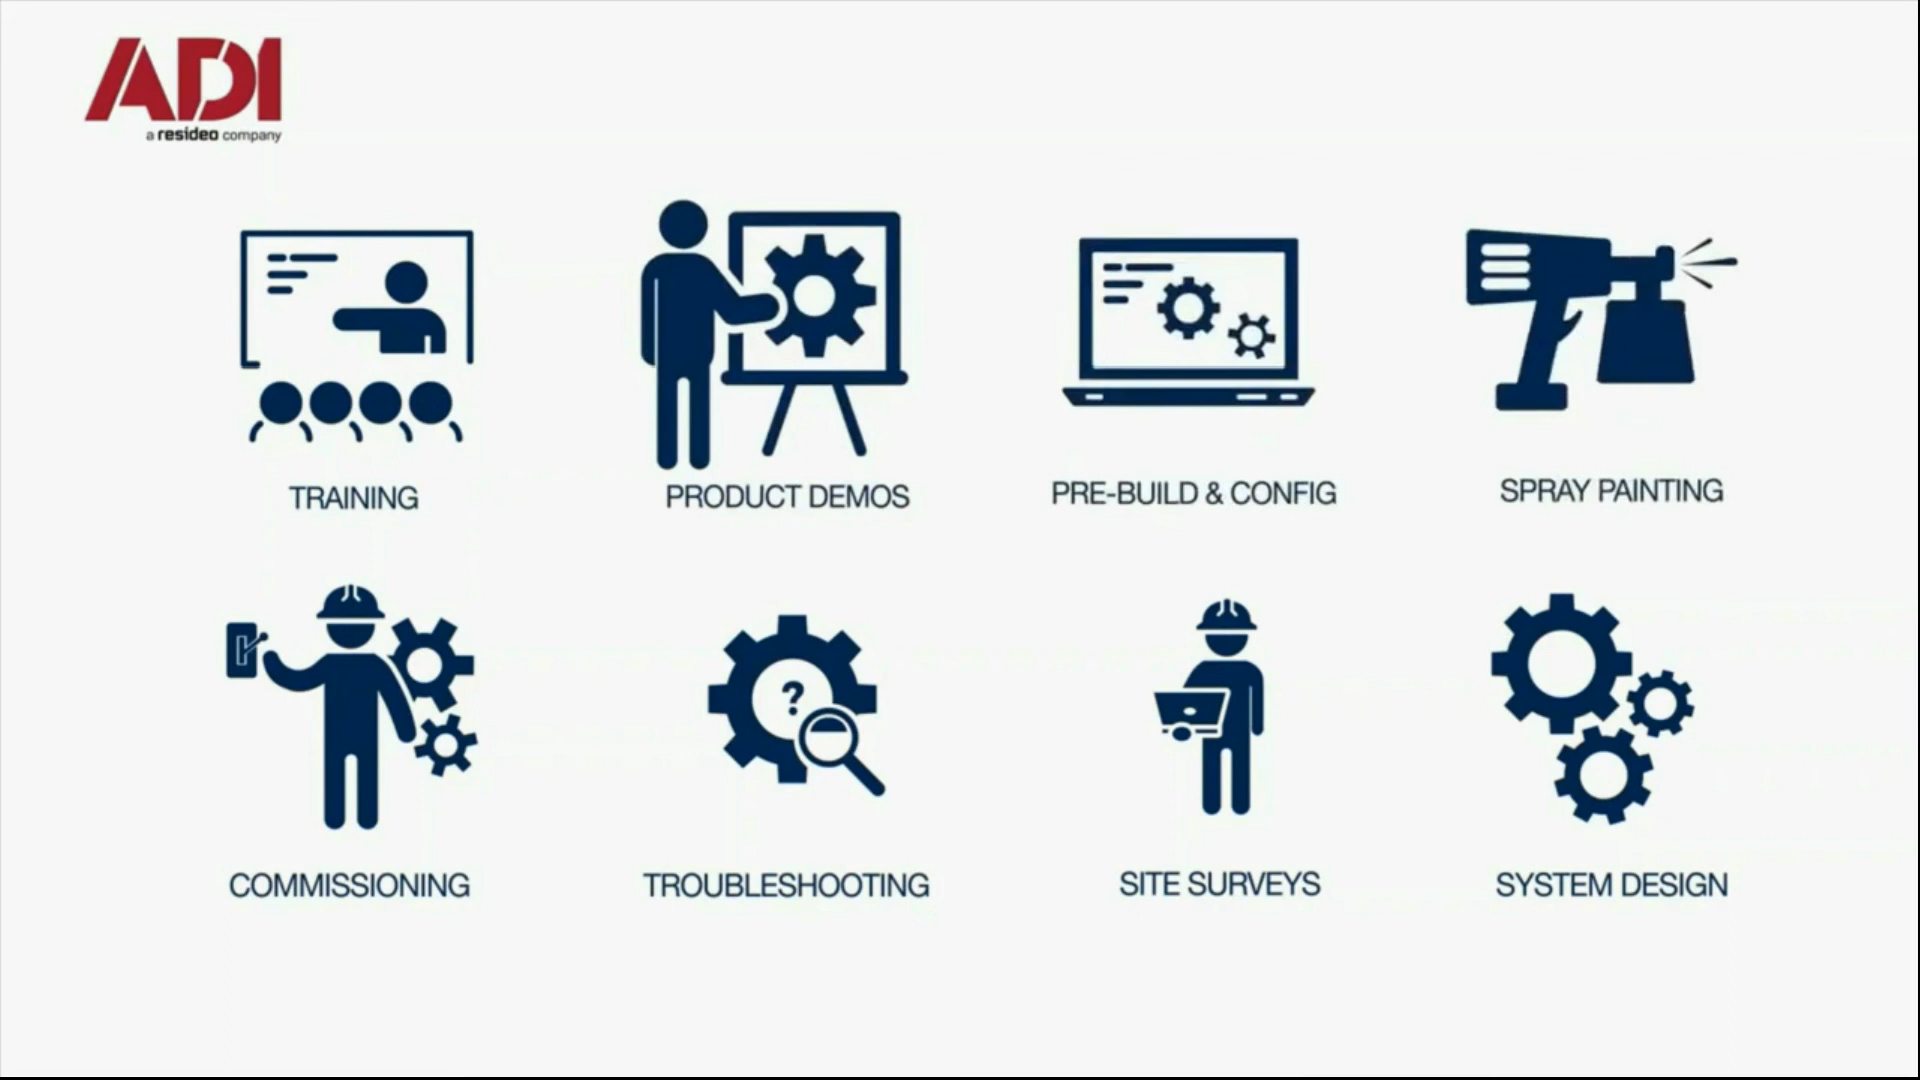 ADI
a resideo company
TRAINING
PRODUCT DEMOS
PRE-BUILD & CONFIG
SPRAY PAINTING
?
COMMISSIONING
TROUBLESHOOTING
SITE SURVEYS
SYSTEM DESIGN